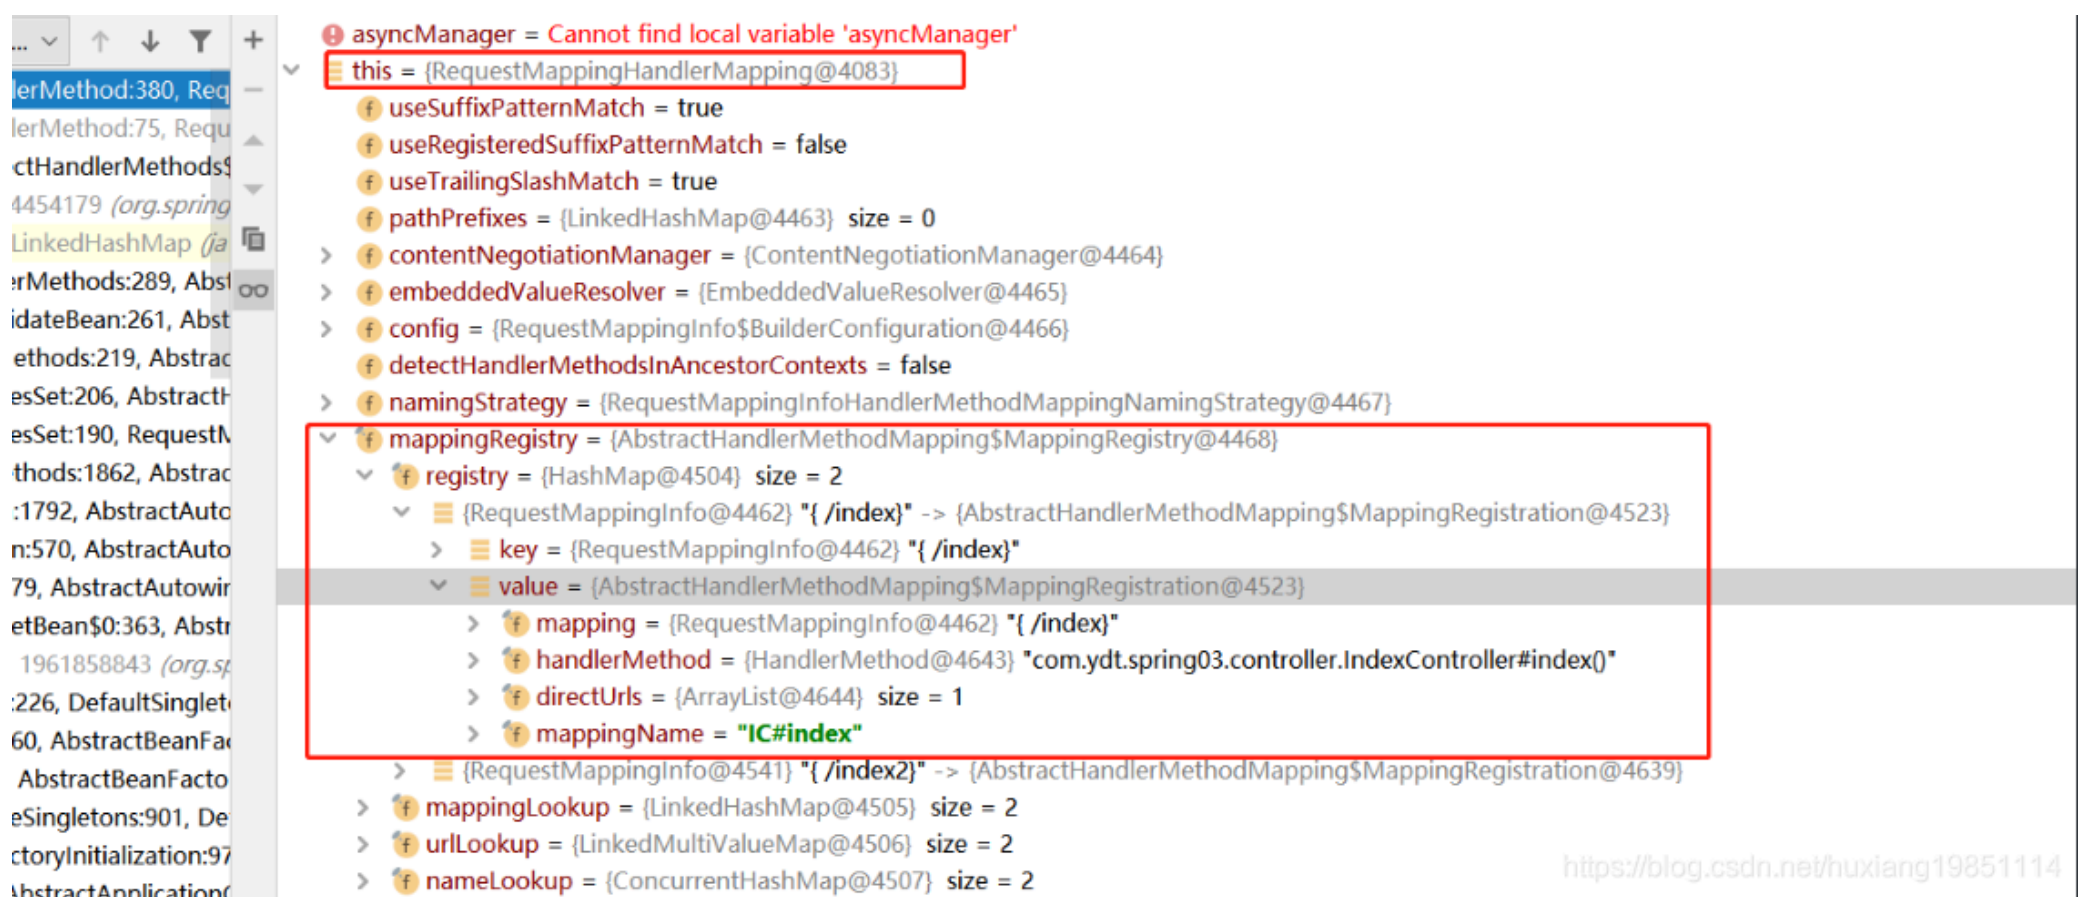 ...
lerMethod:380, Req
lerMethod:75, Requ
ctHandlerMethods$
4454179 (org.spring
LinkedHashMap (ja
erMethods:289, Abst
idateBean:261, Abst
ethods:219, Abstrac
esSet:206, AbstractH
esSet:190, RequestM
thods:1862, Abstrac
:1792, AbstractAuto
n:570, AbstractAuto
79, AbstractAutowir
etBean$0:363, Abstr
1961858843 (org.sp
:226, DefaultSinglet
60, AbstractBeanFa
AbstractBeanFacto
eSingletons:901, De
ctoryInitialization:97
AbstractApplication
asyncManager = Cannot find local variable 'asyncManager'
this = {RequestMappingHandlerMapping@4083}
useSuffixPatternMatch = true
useRegisteredSuffixPatternMatch = false
useTrailingSlashMatch = true
pathPrefixes = {LinkedHashMap@4463} size = 0
contentNegotiationManager = {ContentNegotiationManager@4464}
embeddedValueResolver = {EmbeddedValueResolver@4465}
config = {RequestMappingInfo$BuilderConfiguration@4466}
detectHandlerMethodsInAncestorContexts = false
namingStrategy = {RequestMappingInfoHandlerMethodMappingNamingStrategy@4467}
mappingRegistry = {AbstractHandlerMethodMapping$MappingRegistry@4468}
registry = {HashMap@4504} size = 2
{RequestMappingInfo@4462} "{ /index}" -> {AbstractHandlerMethodMapping$MappingRegistration@4523}
key = {RequestMappingInfo@4462} "{ /index}"
value = {AbstractHandlerMethodMapping$MappingRegistration@4523}
mapping = {RequestMappingInfo@4462} "{ /index}"
handlerMethod = {HandlerMethod@4643} "com.ydt.spring03.controller.IndexController#index()"
directUrls = {ArrayList@4644} size = 1
mappingName = "IC#index"
{RequestMappingInfo@4541} "{ /index2}" -> {AbstractHandlerMethodMapping$MappingRegistration@4639}
mappingLookup = {LinkedHashMap@4505} size = 2
urlLookup = {LinkedMultiValueMap@4506} size = 2
nameLookup = {ConcurrentHashMap@4507} size = 2
https://blog.csdn.net/huxiang19851114